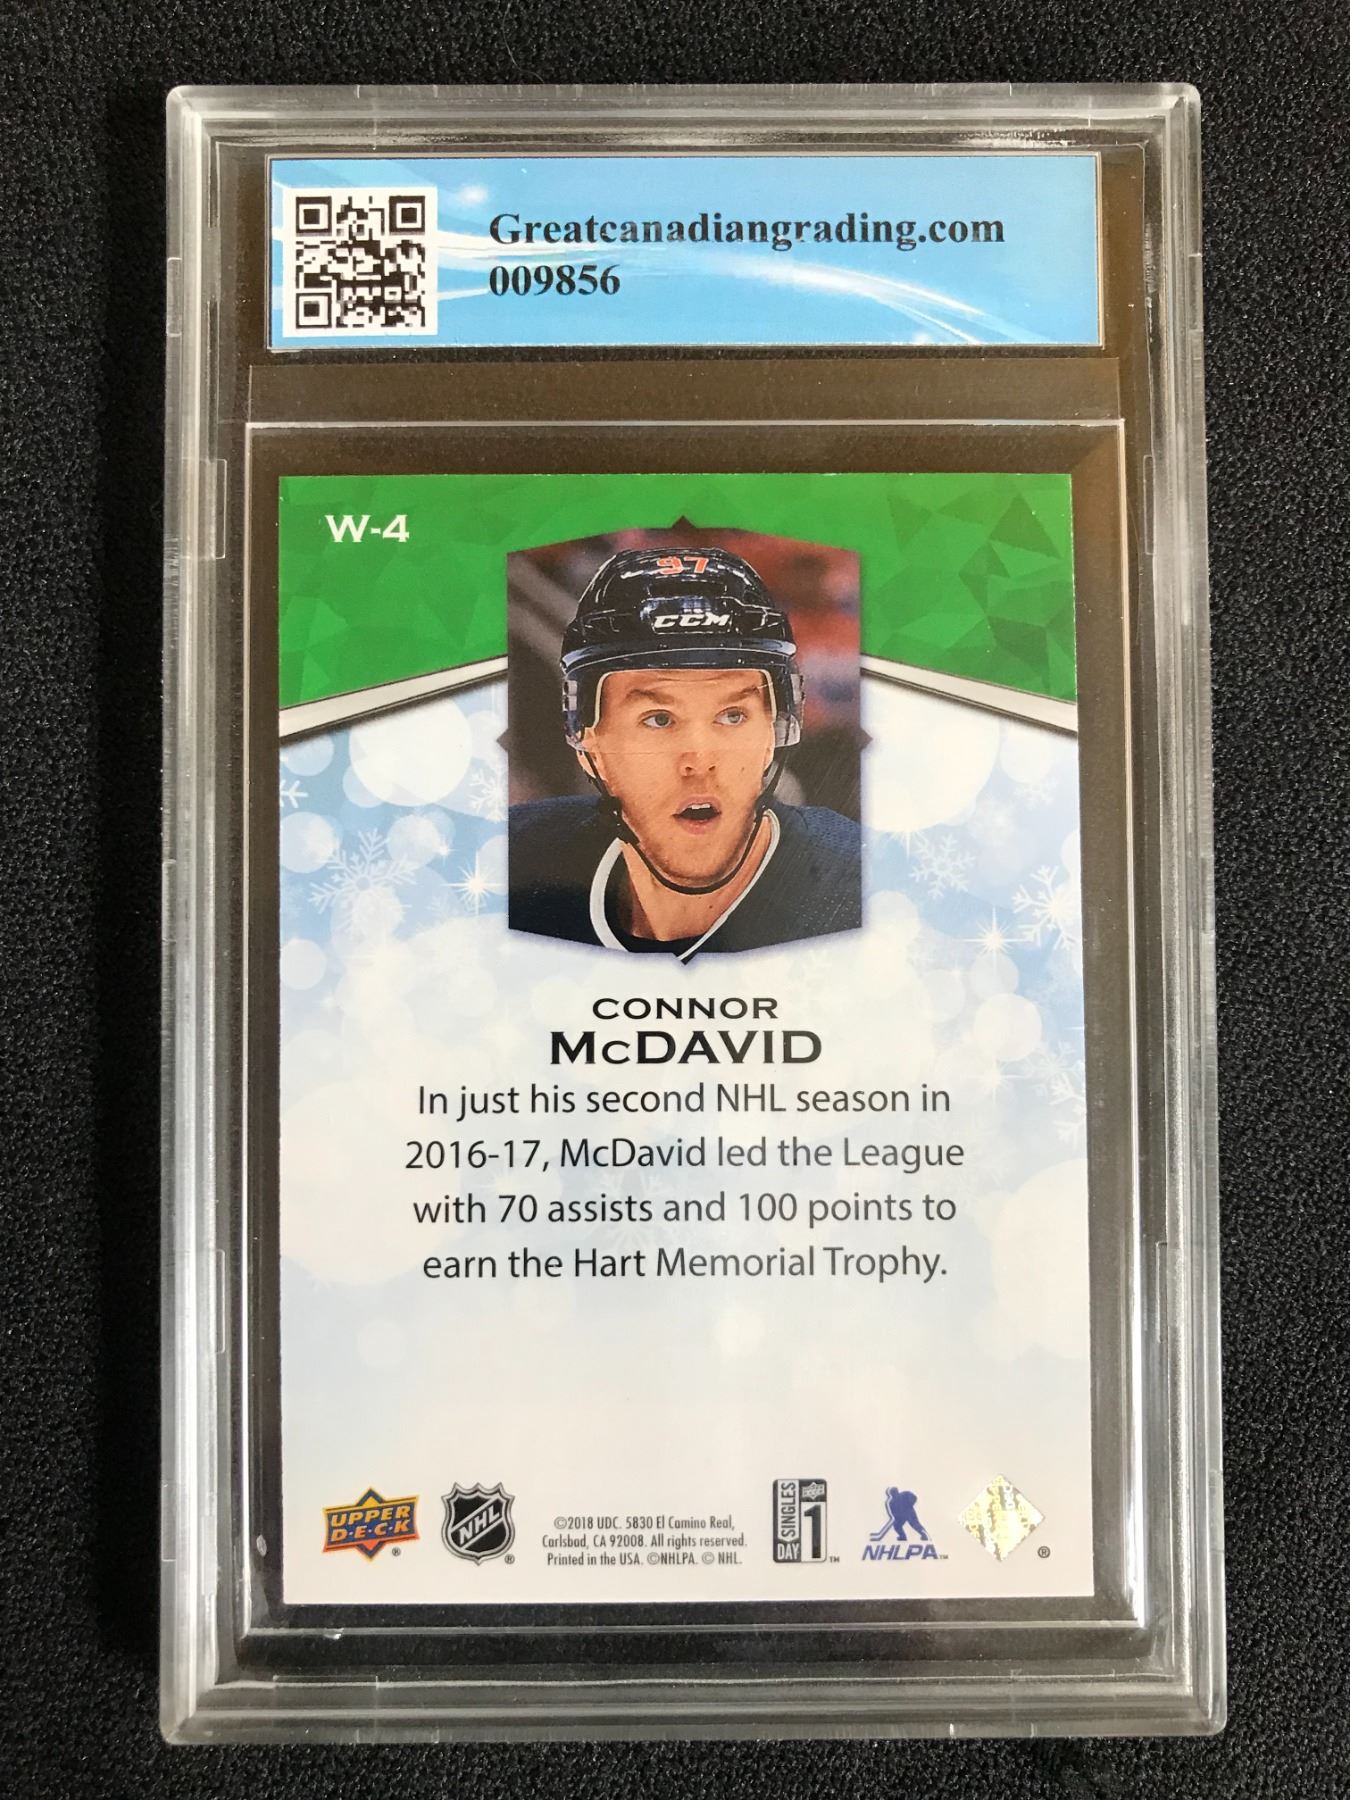 Greatcanadiangrading.com
009856
W-4
97
CCM
CONNOR
McDAVID
In just his second NHL season in
2016-17, McDavid led the League
with 70 assists and 100 points to
earn the Hart Memorial Trophy.
UPPER
D·E·C·K
®
NHL
®
©2018 UDC. 5830 El Camino Real,
Carlsbad, CA 92008. All rights reserved.
Printed in the USA. ©NHLPA. © NHL.
DAY 1 SINGLES
TM
NHLPA
TM
®